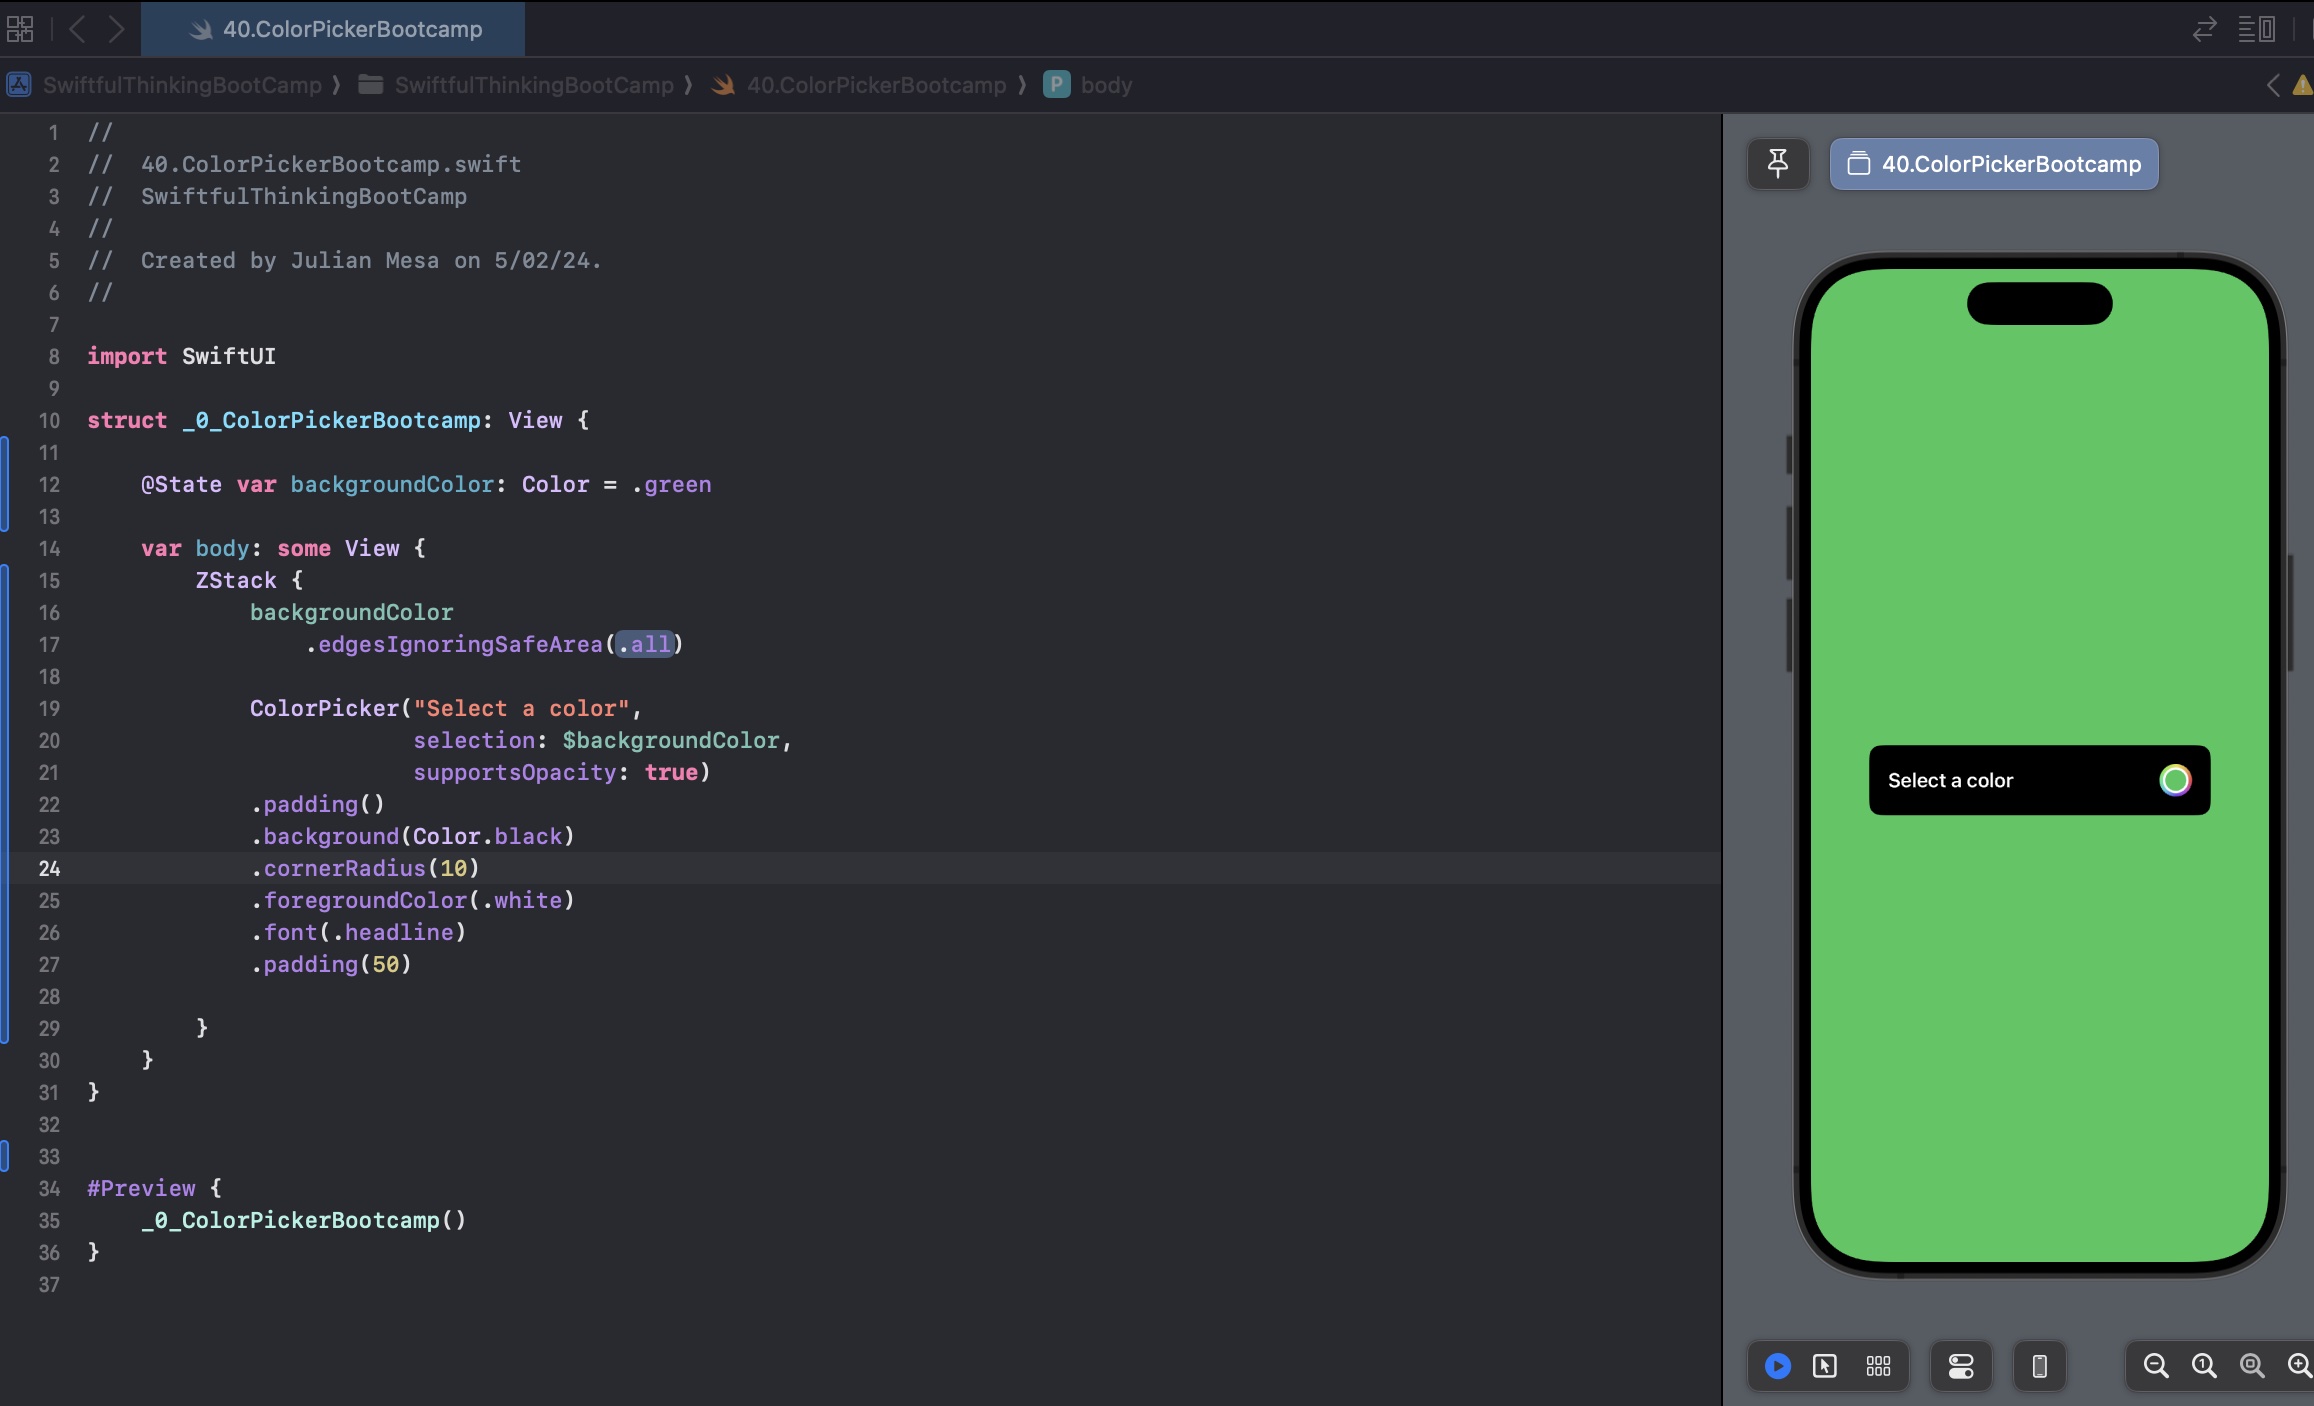 40.ColorPickerBootcamp
SwiftfulThinkingBootCamp ⟩ SwiftfulThinkingBootCamp ⟩ 40.ColorPickerBootcamp ⟩ P body
1 //
2 //  40.ColorPickerBootcamp.swift
3 //  SwiftfulThinkingBootCamp
4 //
5 //  Created by Julian Mesa on 5/02/24.
6 //
7
8 import SwiftUI
9
10 struct _0_ColorPickerBootcamp: View {
11
12     @State var backgroundColor: Color = .green
13
14     var body: some View {
15         ZStack {
16             backgroundColor
17                 .edgesIgnoringSafeArea(.all)
18
19             ColorPicker("Select a color",
20                         selection: $backgroundColor,
21                         supportsOpacity: true)
22             .padding()
23             .background(Color.black)
24             .cornerRadius(10)
25             .foregroundColor(.white)
26             .font(.headline)
27             .padding(50)
28
29         }
30     }
31 }
32
33
34 #Preview {
35     _0_ColorPickerBootcamp()
36 }
37
40.ColorPickerBootcamp
Select a color